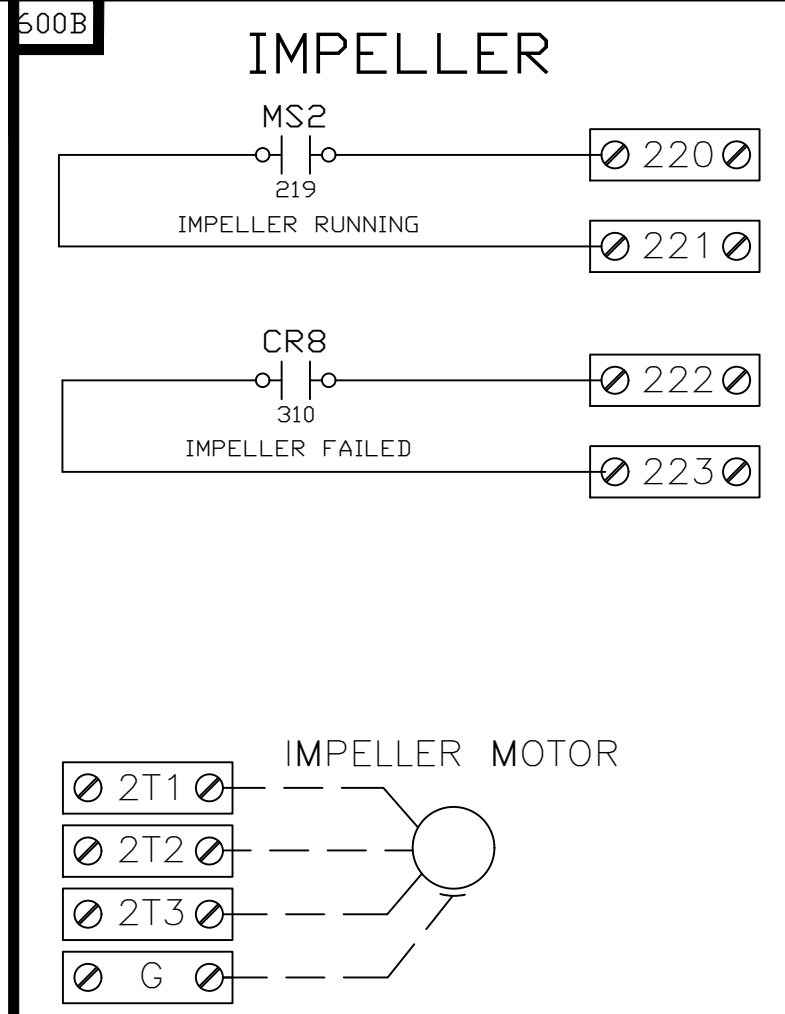 600B
IMPELLER
MS2
220
219
IMPELLER RUNNING
221
CR8
222
310
IMPELLER FAILED
223
IMPELLER MOTOR
2T1
2T2
2T3
G